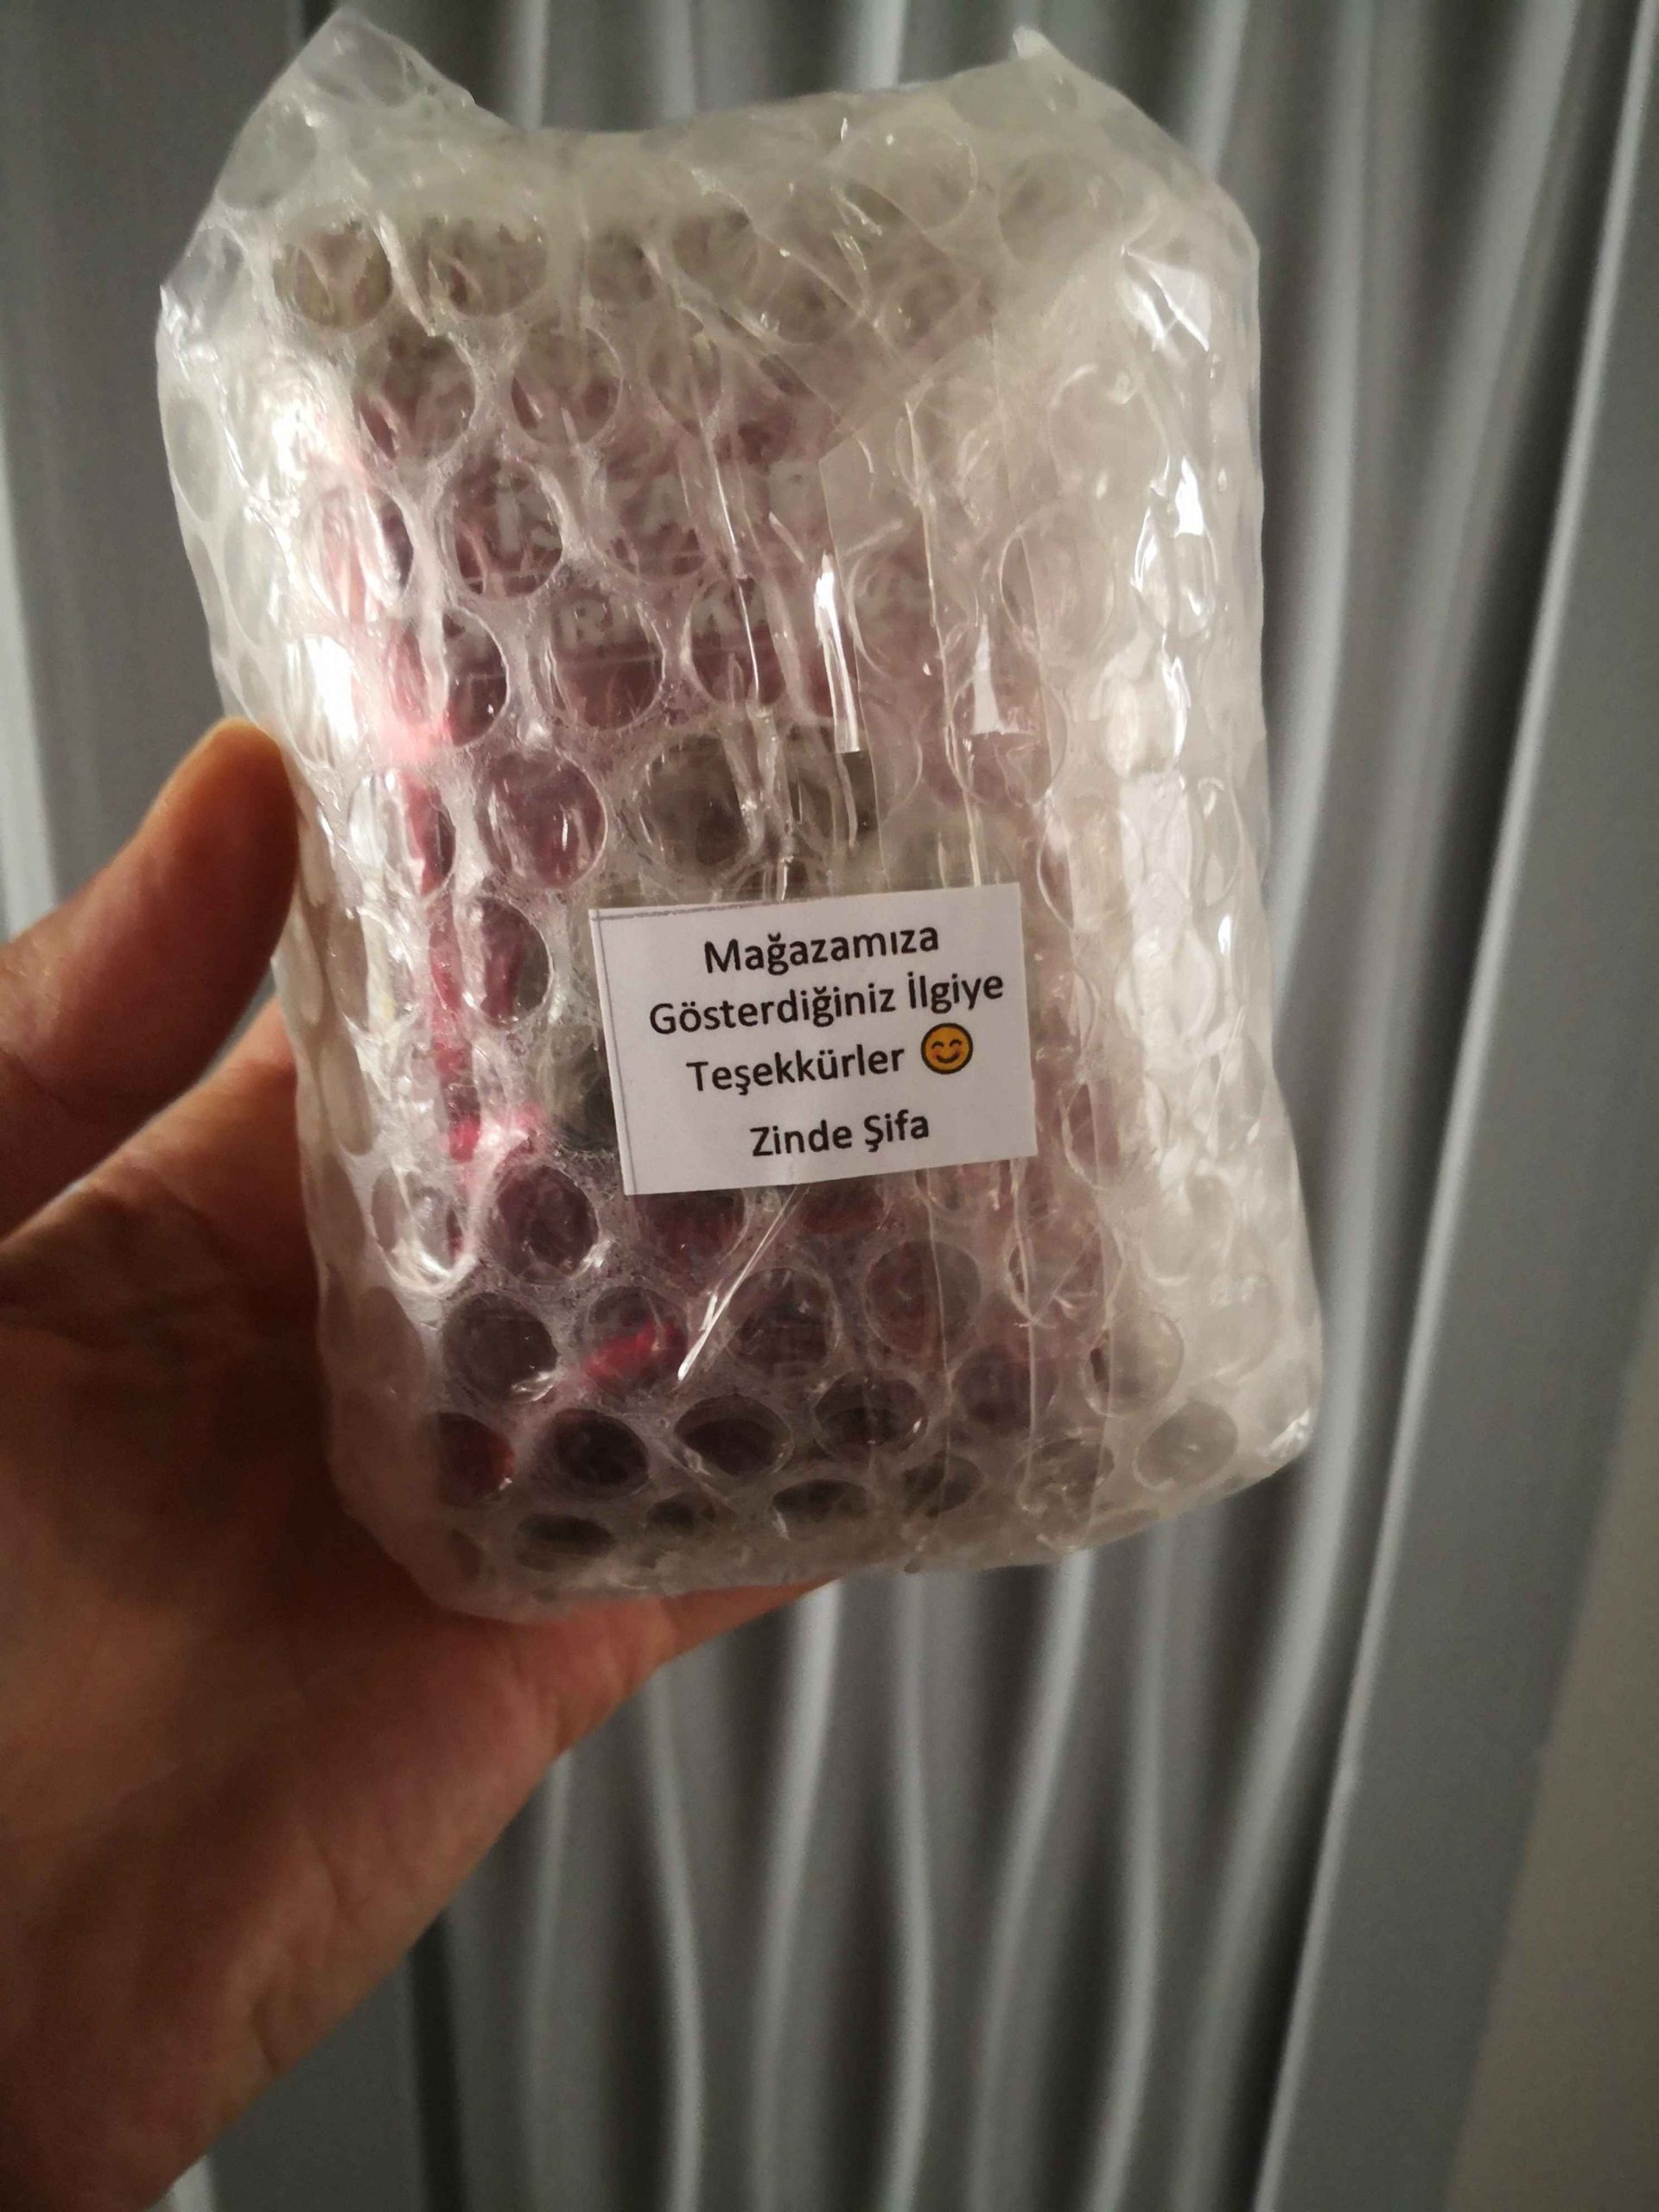 Mağazamıza
Gösterdiğiniz İlgiye
Teşekkürler 😊
Zinde Şifa